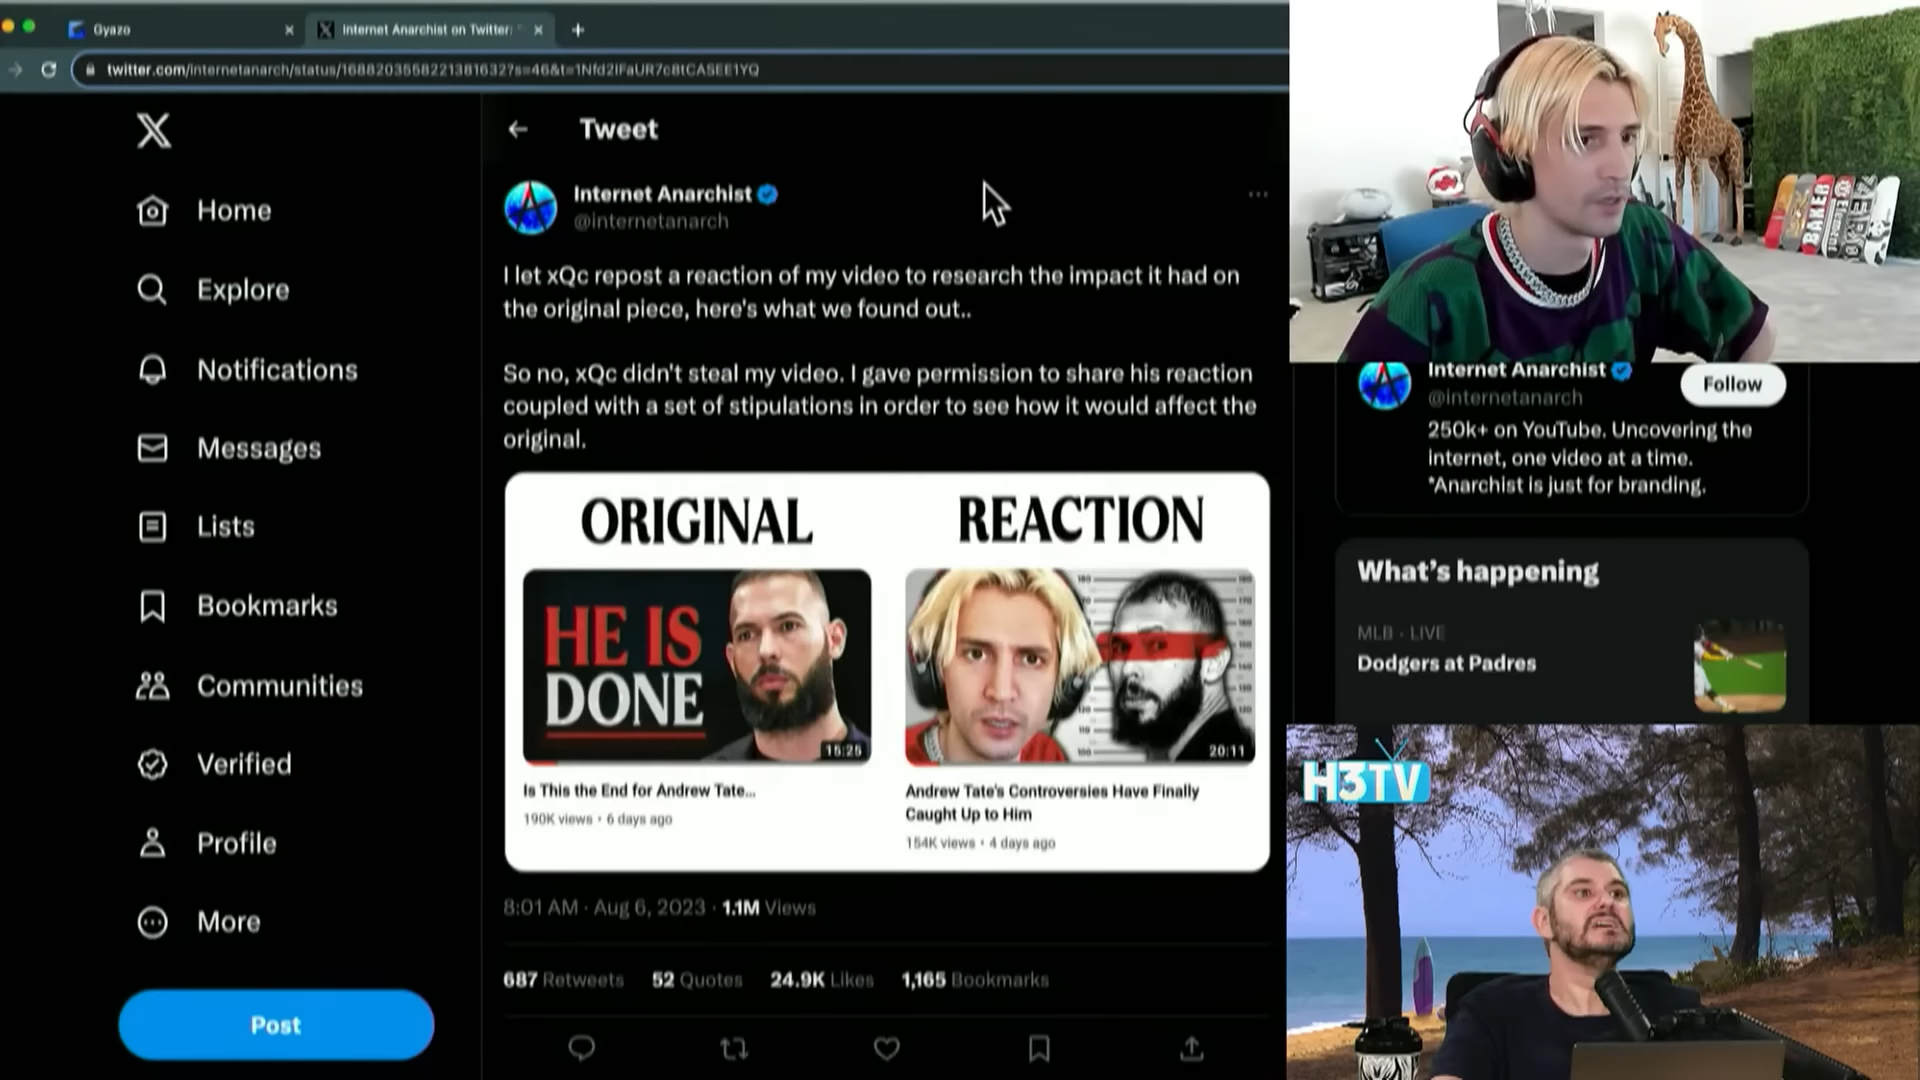 Gyazo
Internet Anarchist on Twitter: "
twitter.com/internetanarch/status/
Tweet
Home
Explore
Notifications
Messages
Lists
Bookmarks
Communities
Verified
Profile
More
Post
Internet Anarchist
@internetanarch
I let xQc repost a reaction of my video to research the impact it had on
the original piece, here's what we found out..
So no, xQc didn't steal my video. I gave permission to share his reaction
coupled with a set of stipulations in order to see how it would affect the
original.
ORIGINAL
REACTION
HE IS
DONE
15:25
20:11
Is This the End for Andrew Tate...
190K views • 6 days ago
Andrew Tate's Controversies Have Finally
Caught Up to Him
154K views • 4 days ago
8:01 AM · Aug 6, 2023 · 1.1M Views
687 Retweets 52 Quotes 24.9K Likes 1,165 Bookmarks
BAKER
Internet Anarchist
@internetanarch
Follow
250k+ on YouTube. Uncovering the
internet, one video at a time.
*Anarchist is just for branding.
What's happening
MLB · LIVE
Dodgers at Padres
H3TV